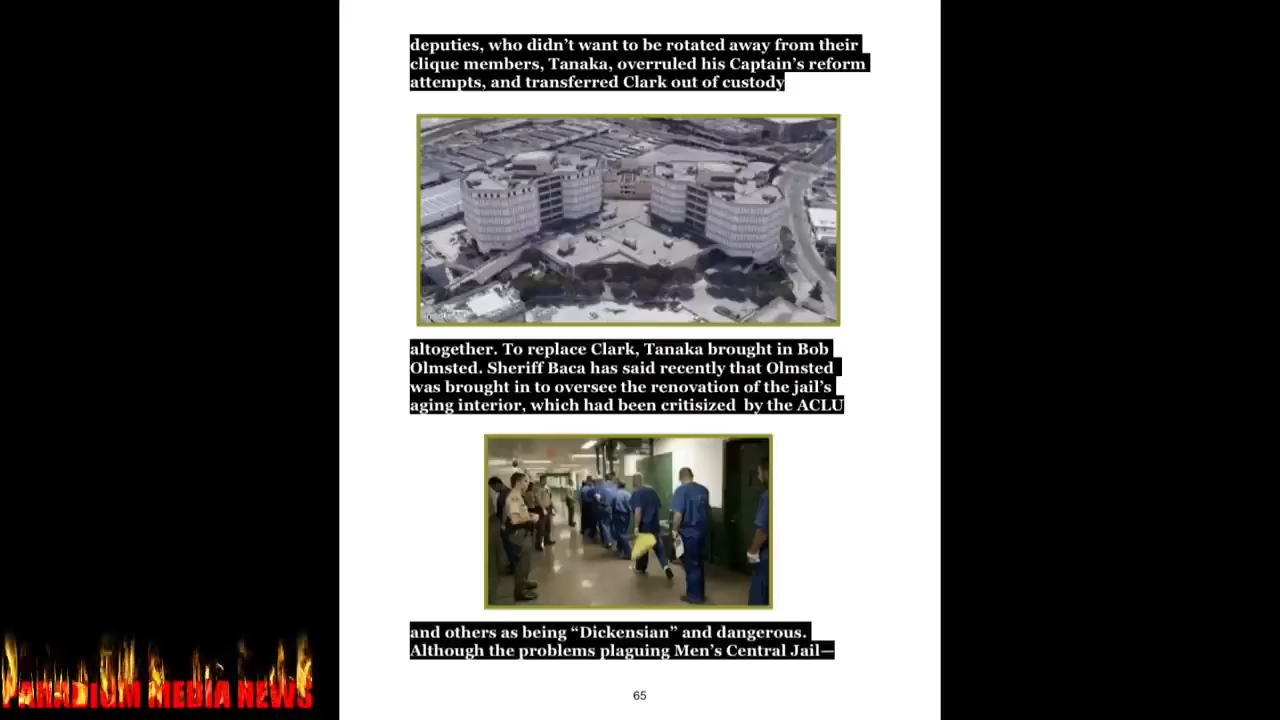 deputies, who didn't want to be rotated away from their
clique members, Tanaka, overruled his Captain's reform
attempts, and transferred Clark out of custody
altogether. To replace Clark, Tanaka brought in Bob
Olmsted. Sheriff Baca has said recently that Olmsted
was brought in to oversee the renovation of the jail's
aging interior, which had been critisized  by the ACLU
and others as being “Dickensian” and dangerous.
Although the problems plaguing Men's Central Jail—
65
PARADIUM MEDIA NEWS